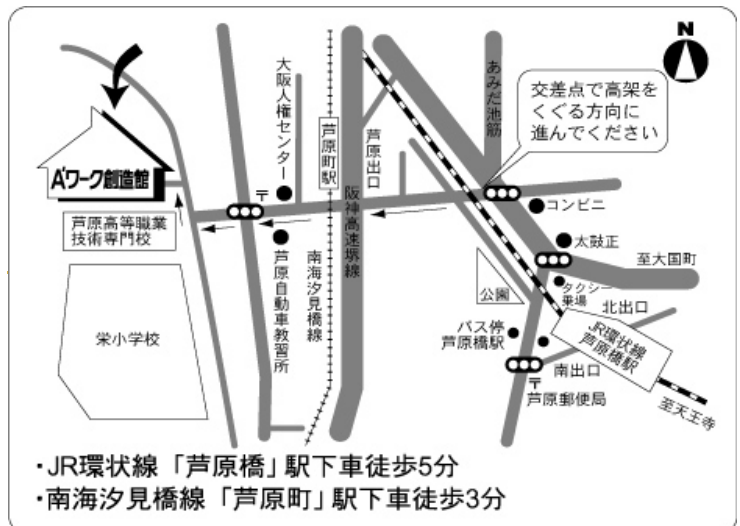 N
大阪人権センター
芦原町駅
芦原出口
阪神高速堺線
あみだ池筋
交差点で高架を
くぐる方向に
進んでください
A'ワーク創造館
〒
コンビニ
芦原高等職業
技術専門校
太鼓正
至大国町
南海汐見橋線
芦原自動車教習所
公園
タクシー
乗場
北出口
栄小学校
バス停
芦原橋駅
JR環状線
芦原橋駅
南出口
〒
芦原郵便局
至天王寺
・JR環状線「芦原橋」駅下車徒歩5分
・南海汐見橋線「芦原町」駅下車徒歩3分